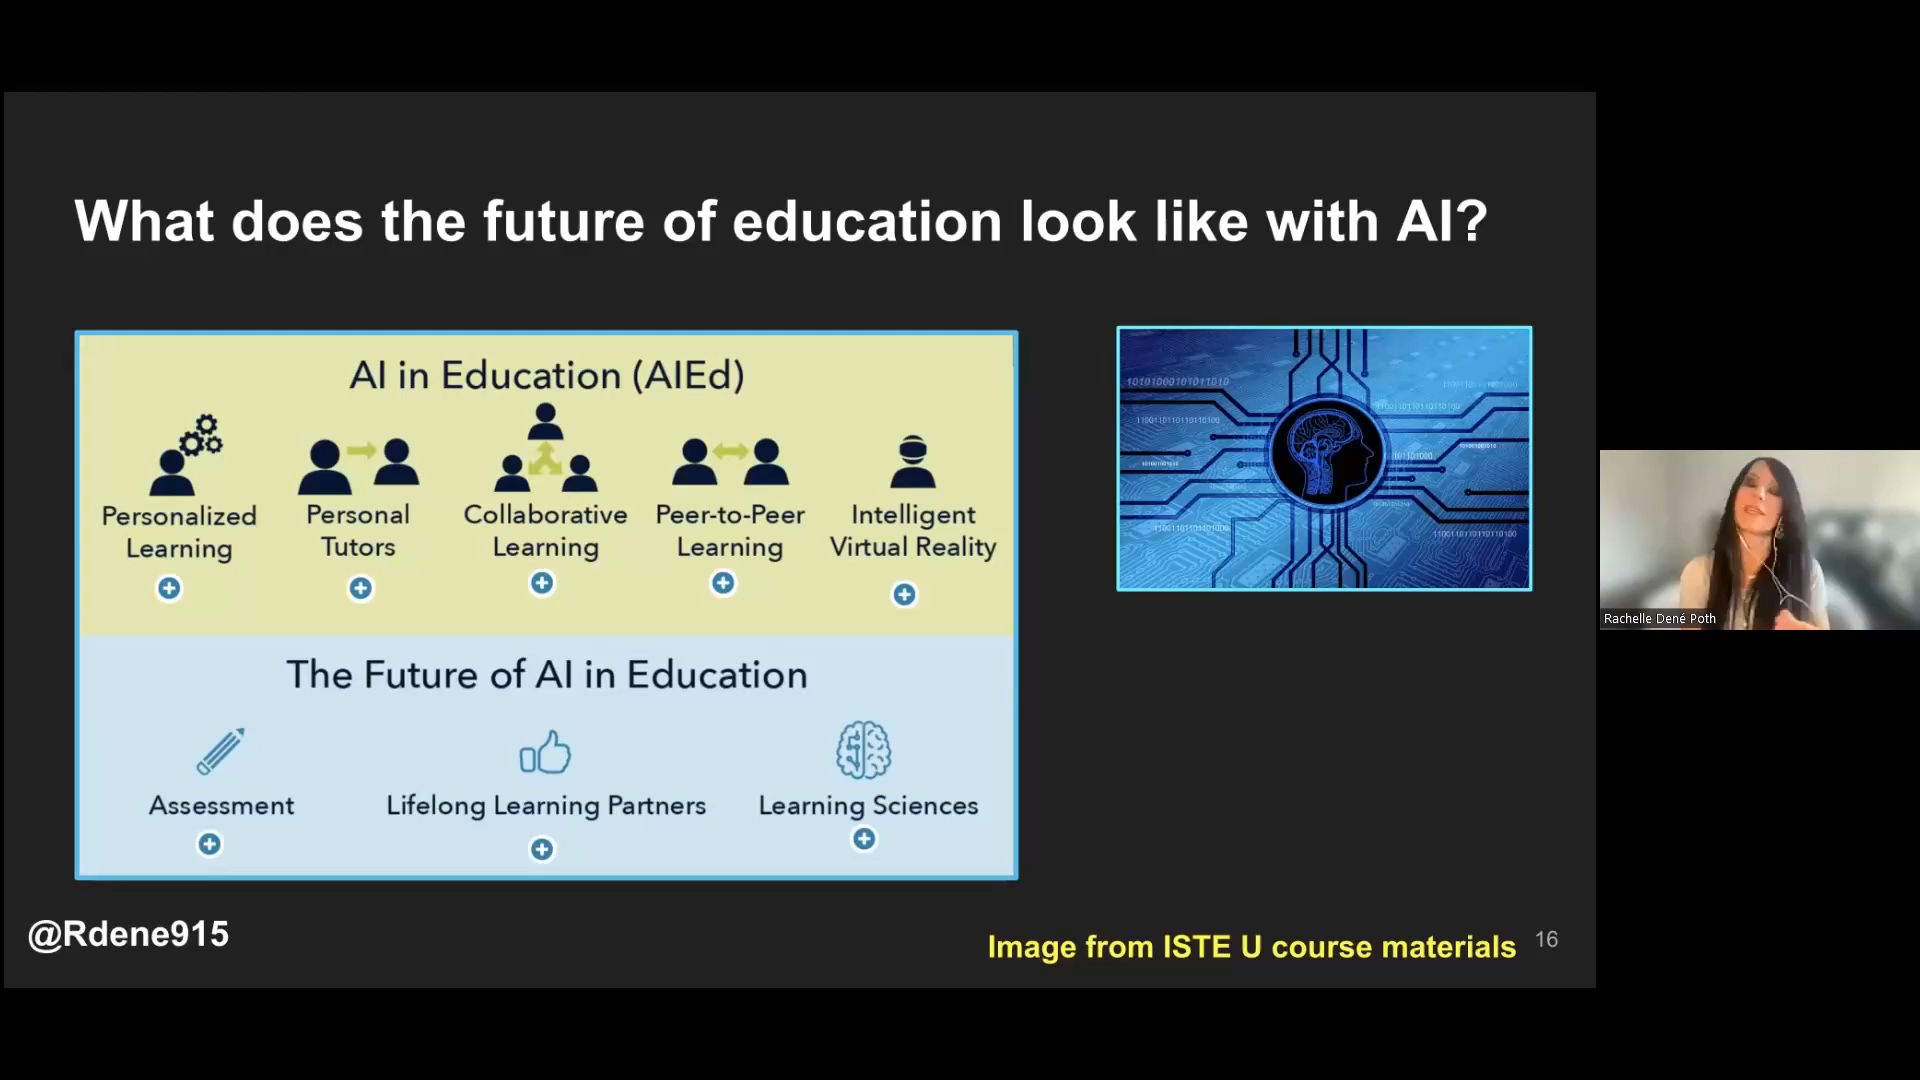 What does the future of education look like with AI?
AI in Education (AIEd)
Personalized
Learning
Personal
Tutors
Collaborative
Learning
Peer-to-Peer
Learning
Intelligent
Virtual Reality
The Future of AI in Education
Assessment
Lifelong Learning Partners
Learning Sciences
@Rdene915
Image from ISTE U course materials
16
Rachelle Dené Poth